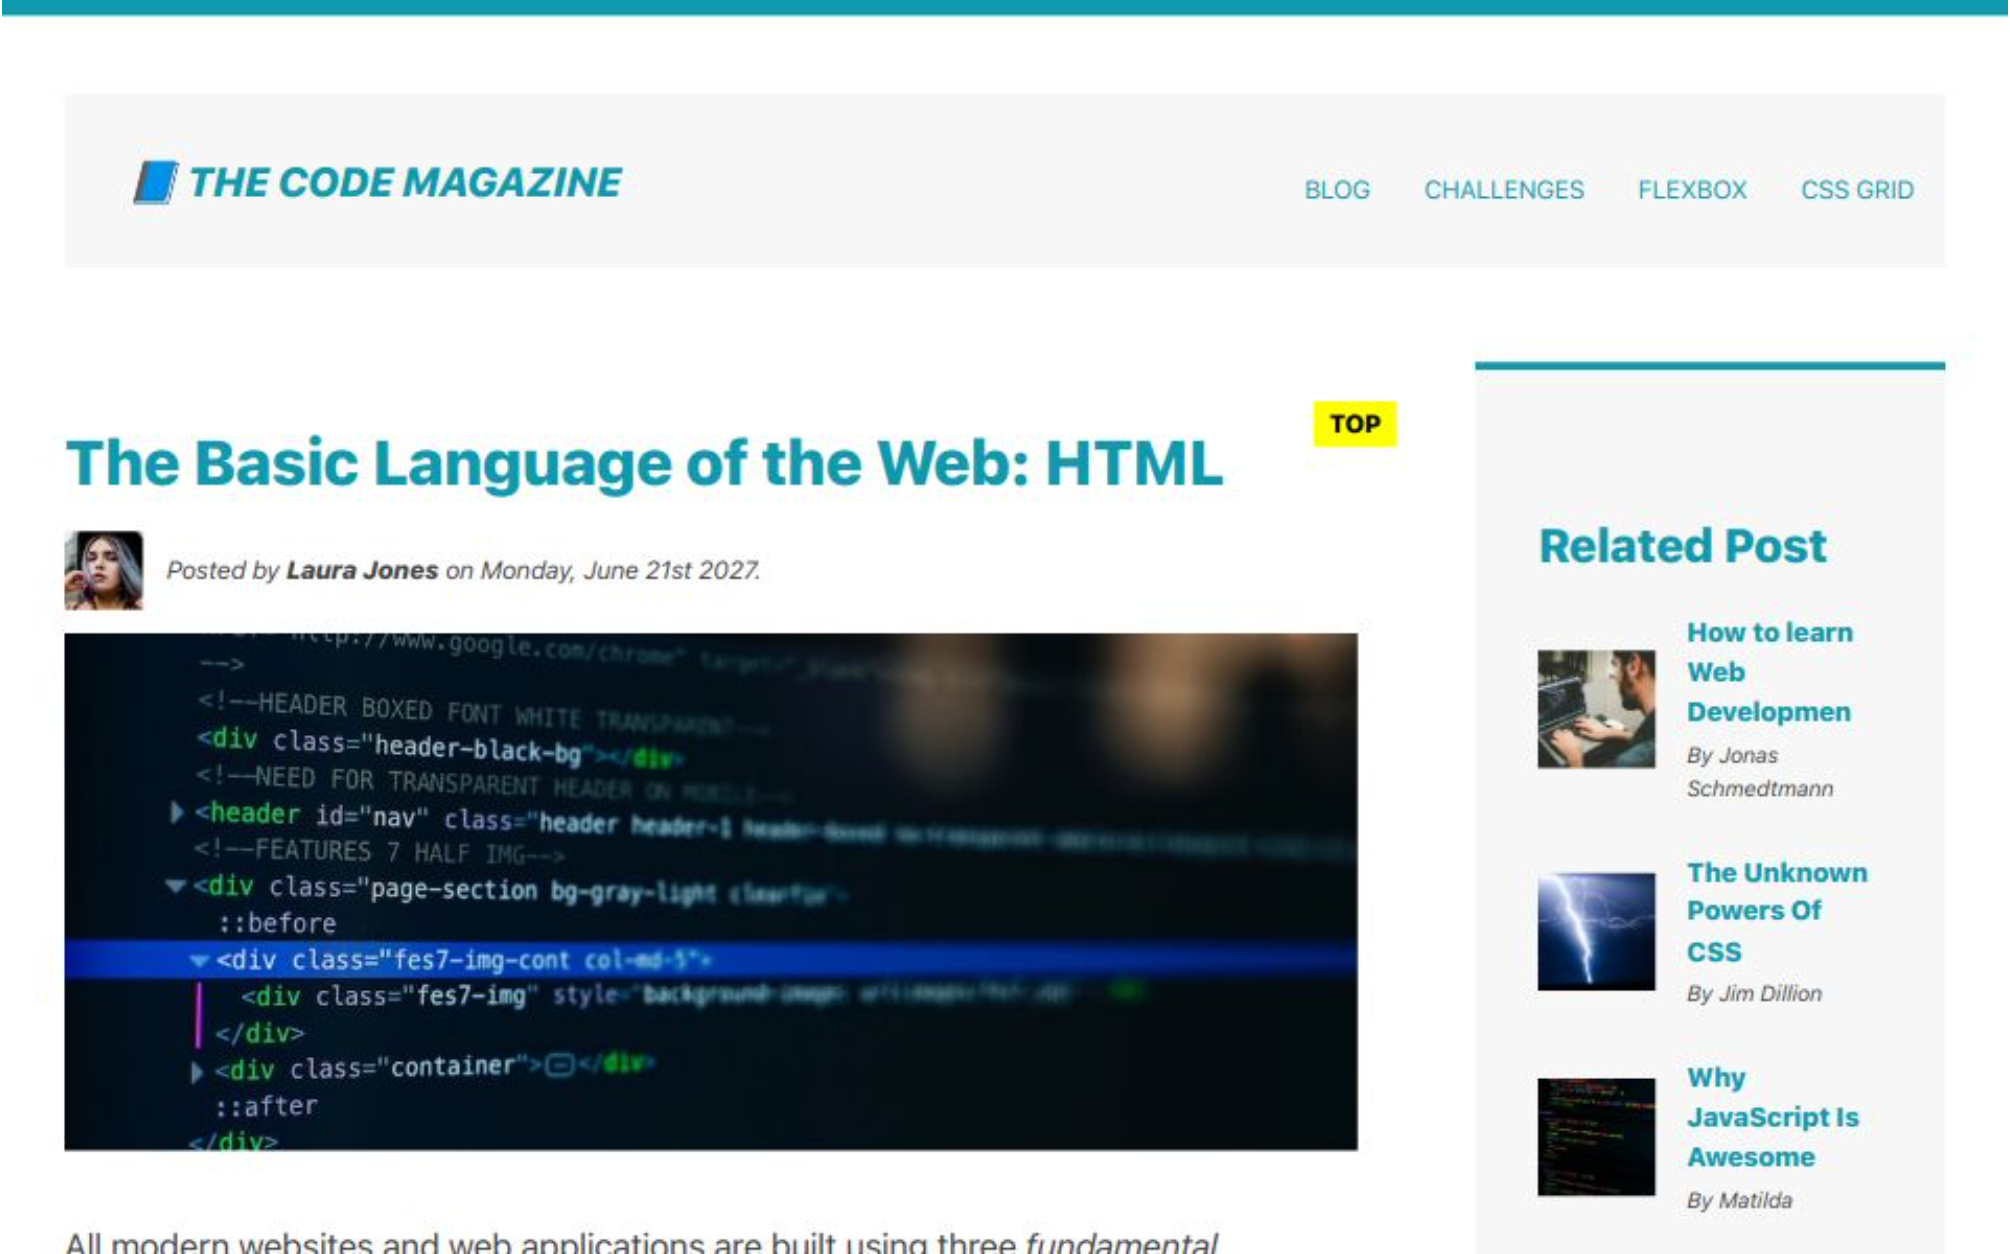 THE CODE MAGAZINE
BLOG CHALLENGES FLEXBOX CSS GRID
TOP
The Basic Language of the Web: HTML
Posted by Laura Jones on Monday, June 21st 2027.
http://www.google.com/chrome"
-->
<!--HEADER BOXED FONT WHITE TRANSPARENT-->
<div class="header-black-bg"></div>
<!--NEED FOR TRANSPARENT HEADER ON MOBILE-->
<header id="nav" class="header header-1 header-boxed
<!--FEATURES 7 HALF IMG-->
<div class="page-section bg-gray-light clearfix">
::before
<div class="fes7-img-cont col-md-5">
<div class="fes7-img" style="background-image:
</div>
<div class="container"></div>
::after
</div>
All modern websites and web applications are built using three fundamental
Related Post
How to learn
Web
Developmen
By Jonas
Schmedtmann
The Unknown
Powers Of
CSS
By Jim Dillion
Why
JavaScript Is
Awesome
By Matilda